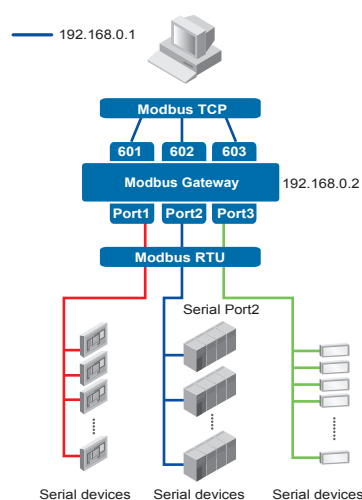 192.168.0.1
Modbus TCP
601 602 603
Modbus Gateway 192.168.0.2
Port1 Port2 Port3
Modbus RTU
Serial Port2
Serial devices Serial devices Serial devices